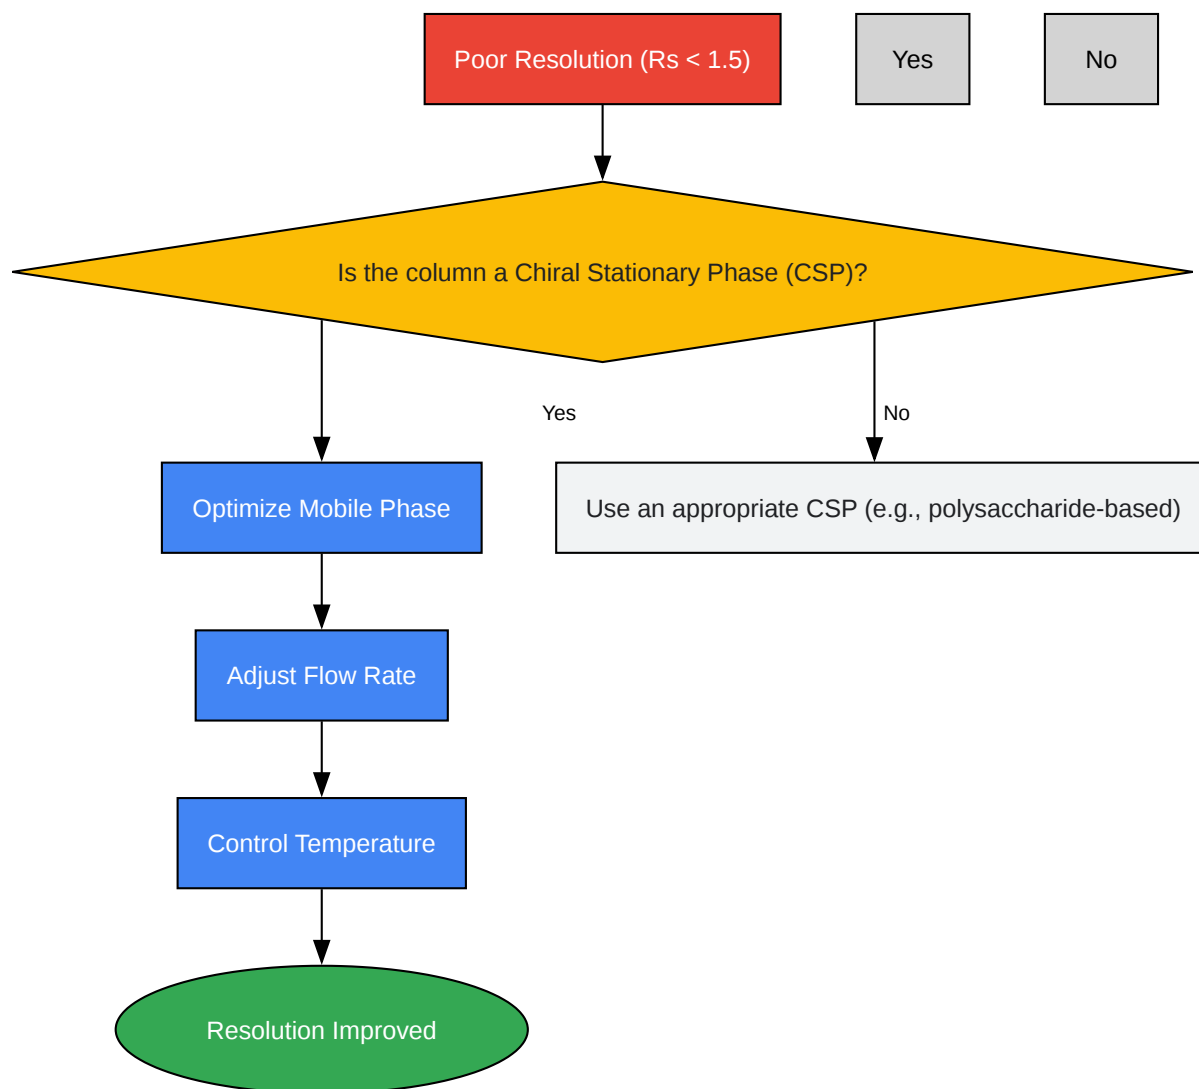 Poor Resolution (Rs < 1.5)
Yes
No
Is the column a Chiral Stationary Phase (CSP)?
Yes
No
Optimize Mobile Phase
Use an appropriate CSP (e.g., polysaccharide-based)
Adjust Flow Rate
Control Temperature
Resolution Improved